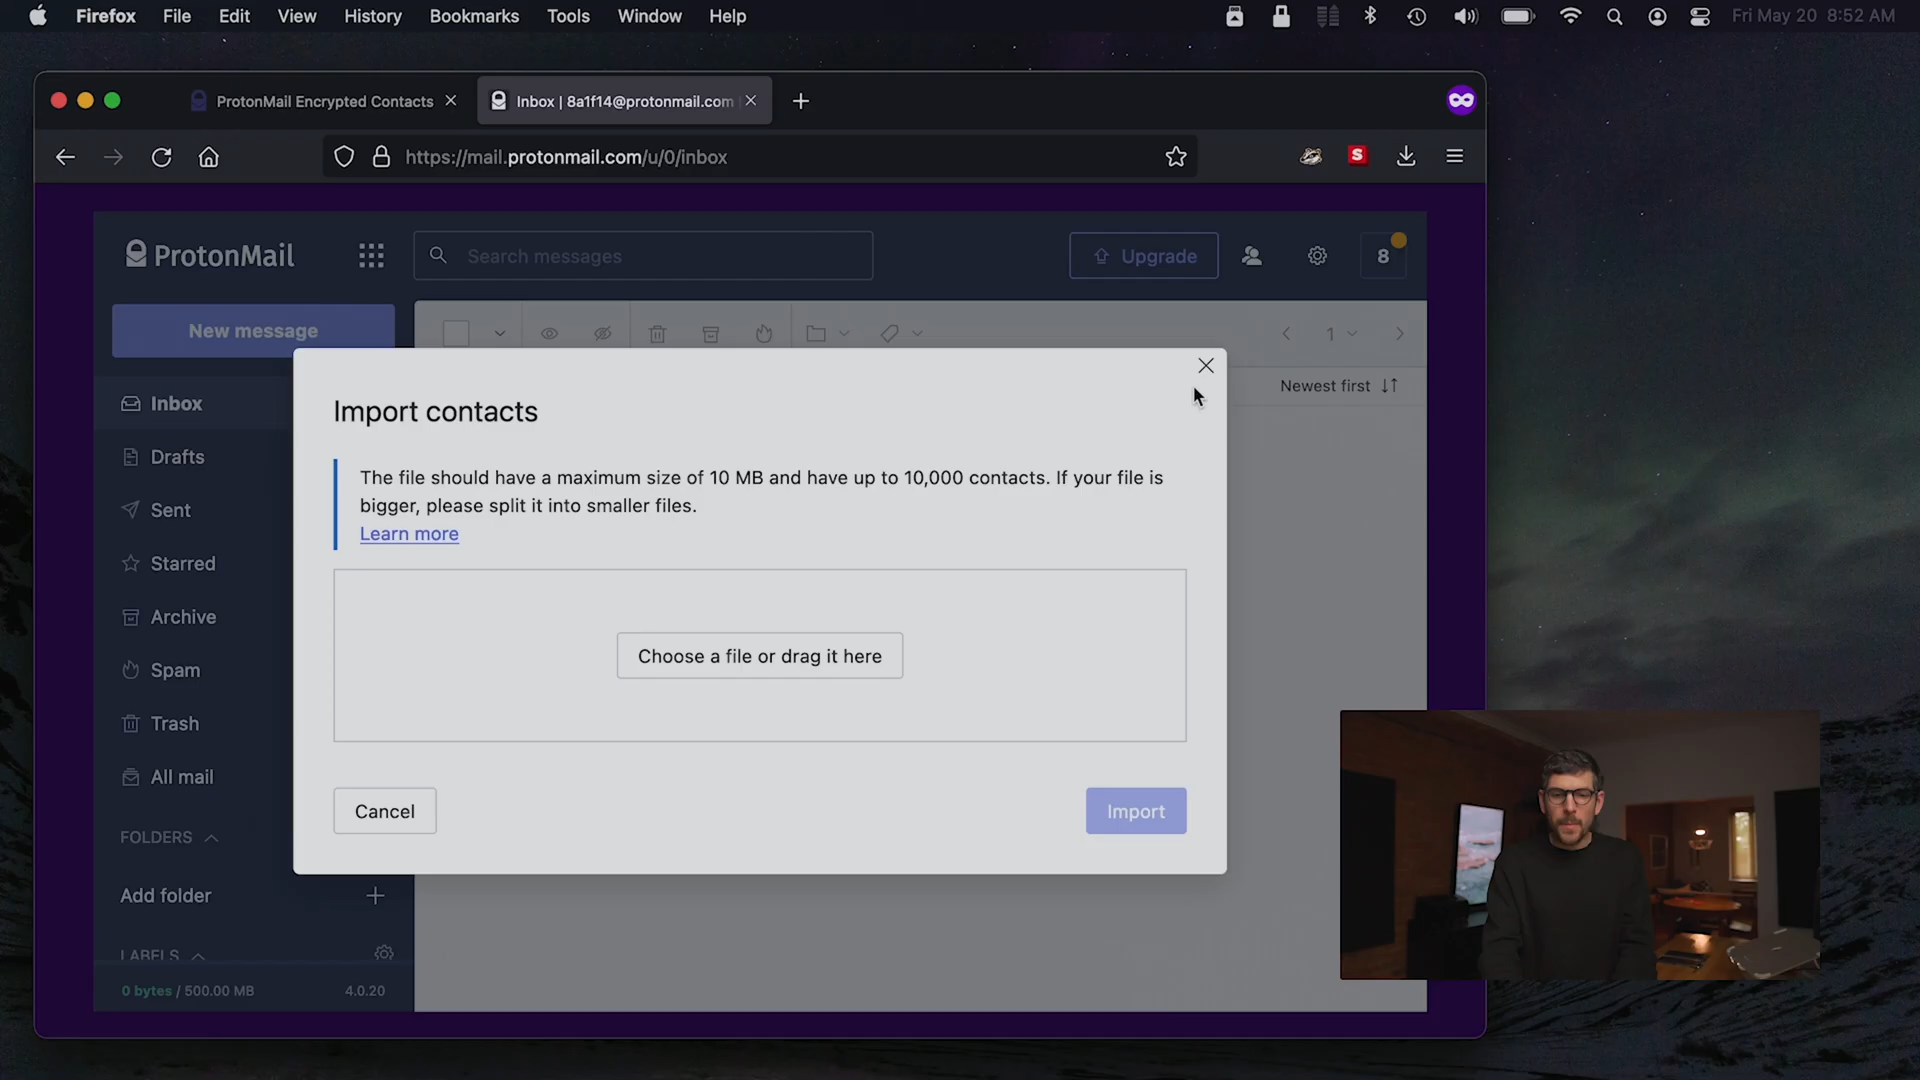 Firefox File Edit View History Bookmarks Tools Window Help Fri May 20 8:52 AM
ProtonMail Encrypted Contacts Inbox | 8a1f14@protonmail.com
https://mail.protonmail.com/u/0/inbox
ProtonMail Search messages Upgrade 8
New message 1
Newest first
Inbox
Drafts
Sent
Starred
Archive
Spam
Trash
All mail
FOLDERS
Add folder
LABELS
0 bytes / 500.00 MB 4.0.20
Import contacts
The file should have a maximum size of 10 MB and have up to 10,000 contacts. If your file is
bigger, please split it into smaller files.
Learn more
Choose a file or drag it here
Cancel Import
S